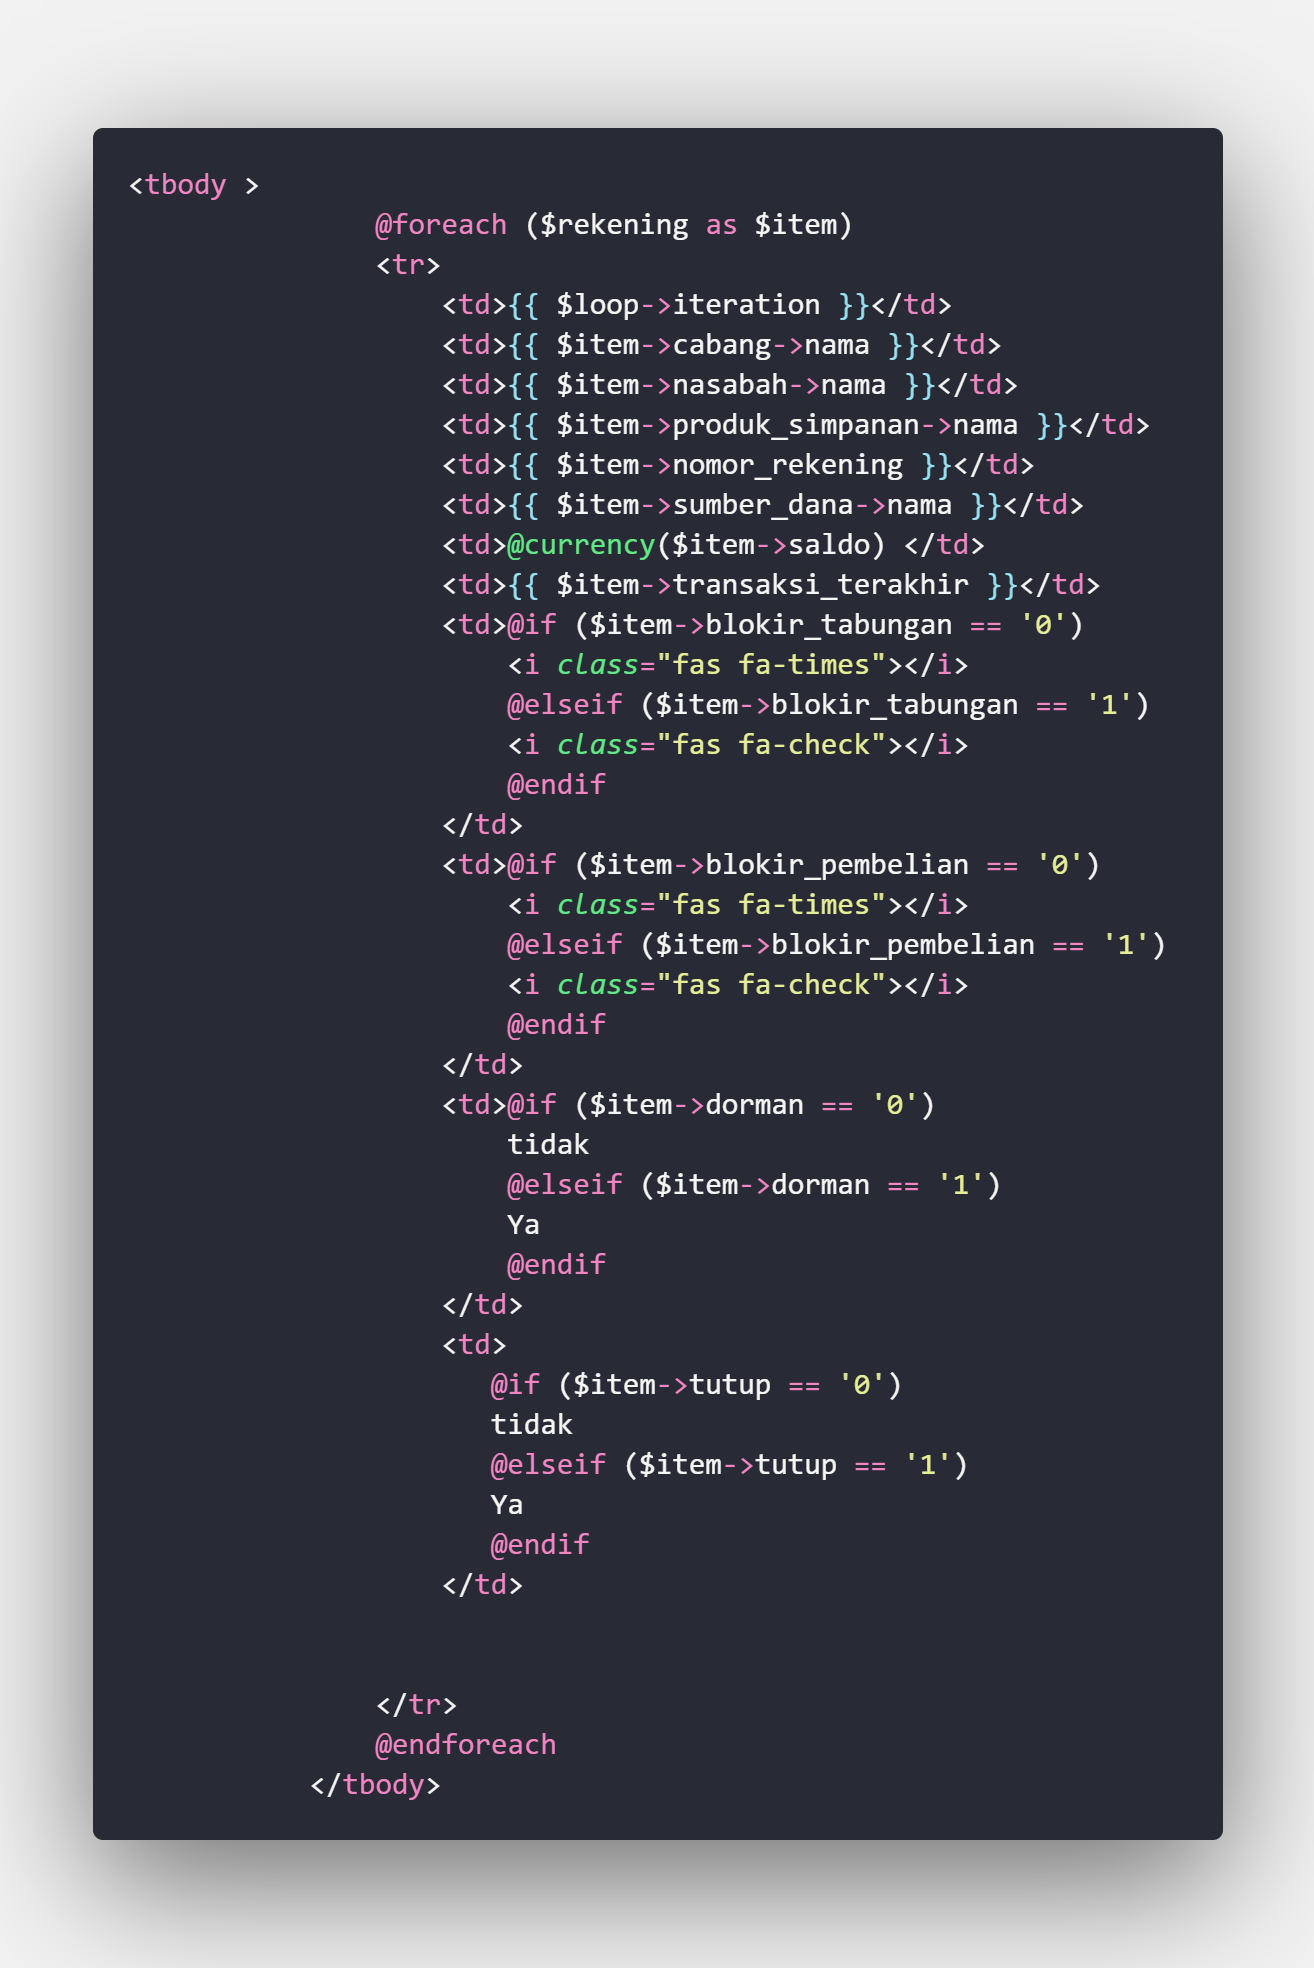 <tbody >
@foreach ($rekening as $item)
<tr>
<td>{{ $loop->iteration }}</td>
<td>{{ $item->cabang->nama }}</td>
<td>{{ $item->nasabah->nama }}</td>
<td>{{ $item->produk_simpanan->nama }}</td>
<td>{{ $item->nomor_rekening }}</td>
<td>{{ $item->sumber_dana->nama }}</td>
<td>@currency($item->saldo) </td>
<td>{{ $item->transaksi_terakhir }}</td>
<td>@if ($item->blokir_tabungan == '0')
<i class="fas fa-times"></i>
@elseif ($item->blokir_tabungan == '1')
<i class="fas fa-check"></i>
@endif
</td>
<td>@if ($item->blokir_pembelian == '0')
<i class="fas fa-times"></i>
@elseif ($item->blokir_pembelian == '1')
<i class="fas fa-check"></i>
@endif
</td>
<td>@if ($item->dorman == '0')
tidak
@elseif ($item->dorman == '1')
Ya
@endif
</td>
<td>
@if ($item->tutup == '0')
tidak
@elseif ($item->tutup == '1')
Ya
@endif
</td>
</tr>
@endforeach
</tbody>